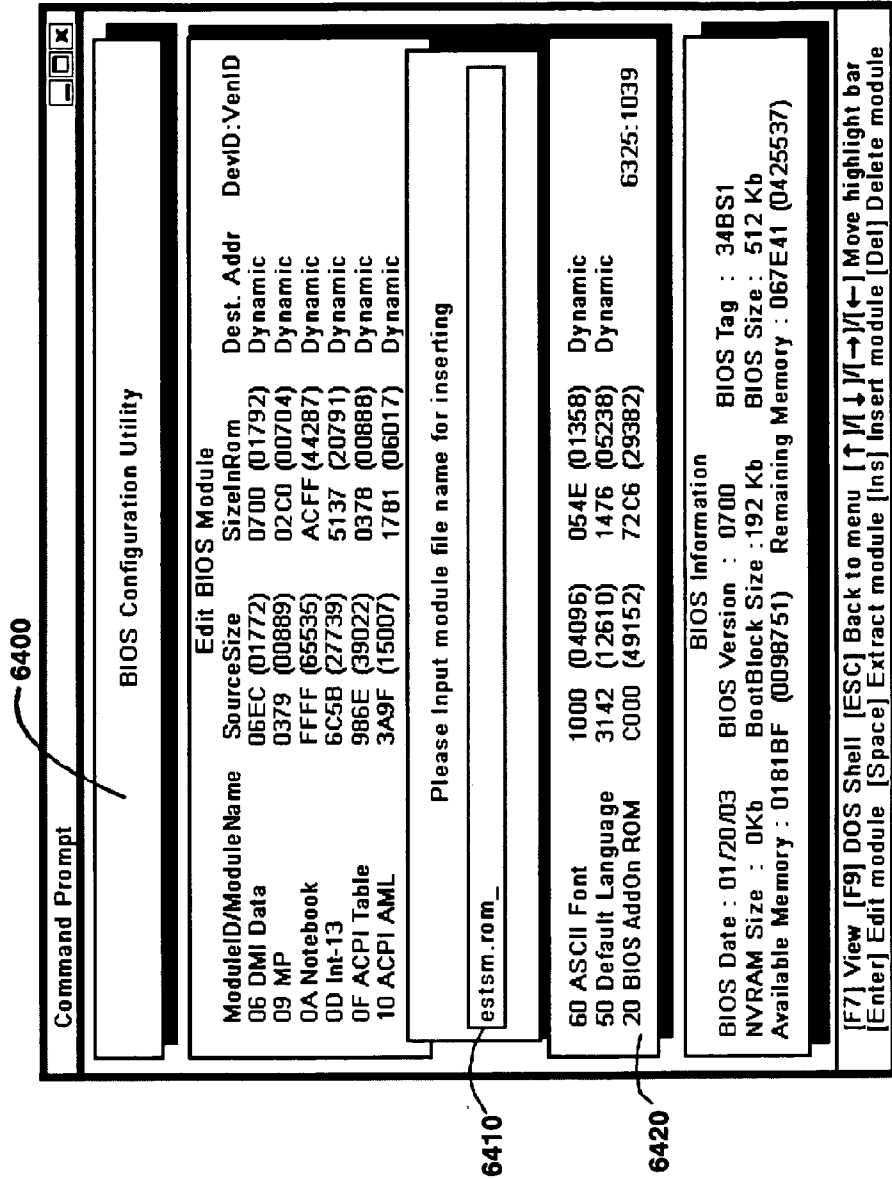 6400
Command Prompt
BIOS Configuration Utility
Edit BIOS Module
ModuleID/ModuleName SourceSize SizeInRom Dest. Addr DevID:VenID
06 DMI Data 06EC (01772) 0700 (01792) Dynamic
09 MP 0379 (00889) 02C0 (00704) Dynamic
0A Notebook FFFF (65535) ACFF (44287) Dynamic
0D Int-13 6C5B (27739) 5137 (20791) Dynamic
0F ACPI Table 986E (39022) 0378 (00888) Dynamic
10 ACPI AML 3A9F (15007) 1781 (06017) Dynamic
Please Input module file name for inserting
estsm.rom_
6410
60 ASCII Font 1000 (04096) 054E (01358) Dynamic
50 Default Language 3142 (12610) 1476 (05238) Dynamic
20 BIOS AddOn ROM C000 (49152) 72C6 (29382) 6325:1039
6420
BIOS Information
BIOS Date : 01/20/03 BIOS Version : 0700 BIOS Tag : 34BS1
NVRAM Size : 0Kb BootBlock Size :192 Kb BIOS Size : 512 Kb
Available Memory : 0181BF (0098751) Remaining Memory : 067E41 (0425537)
[F7] View [F9] DOS Shell [ESC] Back to menu [↑]/[↓]/[→]/[←] Move highlight bar
[Enter] Edit module [Space] Extract module [Ins] Insert module [Del] Delete module